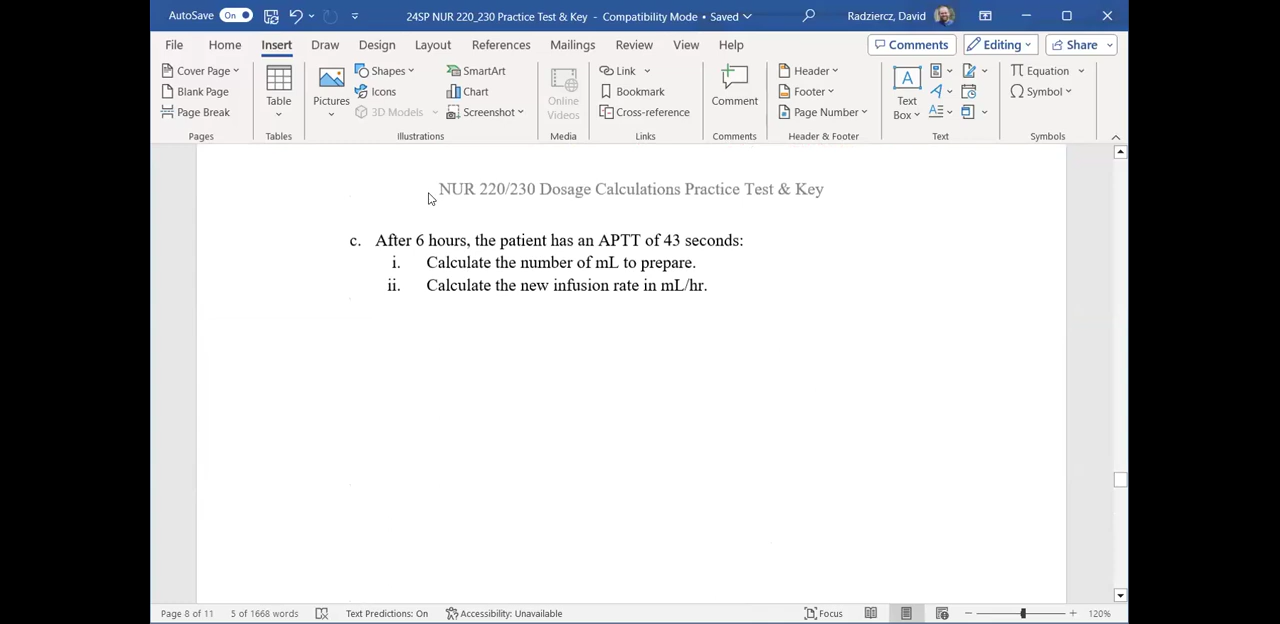 AutoSave On 24SP NUR 220_230 Practice Test & Key - Compatibility Mode • Saved Radziercz, David
File Home Insert Draw Design Layout References Mailings Review View Help Comments Editing Share
Cover Page
Blank Page
Page Break
Pages
Table
Tables
Pictures
Shapes
Icons
3D Models
SmartArt
Chart
Screenshot
Illustrations
Online Videos
Media
Link
Bookmark
Cross-reference
Links
Comment
Comments
Header
Footer
Page Number
Header & Footer
Text Box
Text
Equation
Symbol
Symbols
NUR 220/230 Dosage Calculations Practice Test & Key
c. After 6 hours, the patient has an APTT of 43 seconds:
i. Calculate the number of mL to prepare.
ii. Calculate the new infusion rate in mL/hr.
Page 8 of 11 5 of 1668 words Text Predictions: On Accessibility: Unavailable Focus 120%